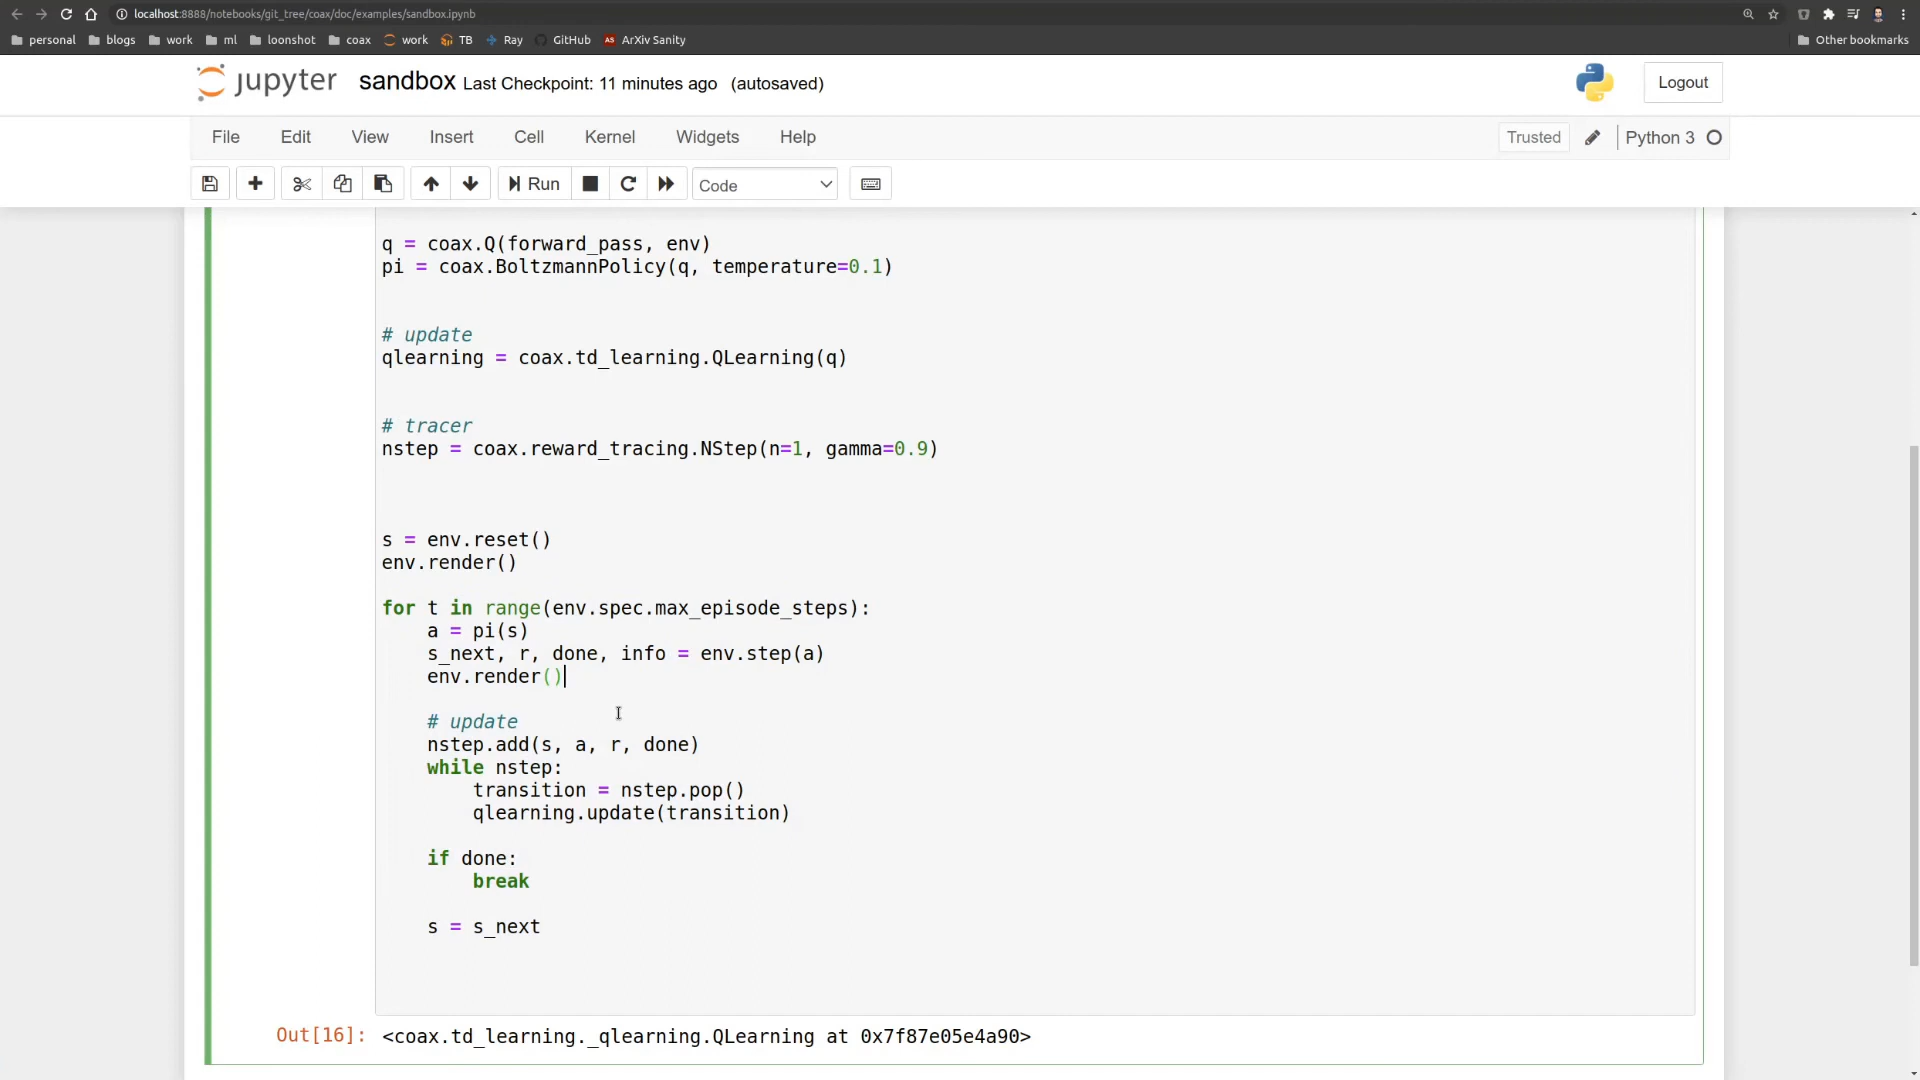 localhost:8888/notebooks/git_tree/coax/doc/examples/sandbox.ipynb
personal blogs work ml loonshot coax work TB Ray GitHub AS ArXiv Sanity Other bookmarks
jupyter sandbox Last Checkpoint: 11 minutes ago (autosaved) Logout
File Edit View Insert Cell Kernel Widgets Help Trusted Python 3
Run Code
q = coax.Q(forward_pass, env)
pi = coax.BoltzmannPolicy(q, temperature=0.1)
# update
qlearning = coax.td_learning.QLearning(q)
# tracer
nstep = coax.reward_tracing.NStep(n=1, gamma=0.9)
s = env.reset()
env.render()
for t in range(env.spec.max_episode_steps):
    a = pi(s)
    s_next, r, done, info = env.step(a)
    env.render()
    # update
    nstep.add(s, a, r, done)
    while nstep:
        transition = nstep.pop()
        qlearning.update(transition)
    if done:
        break
    s = s_next
Out[16]: <coax.td_learning._qlearning.QLearning at 0x7f87e05e4a90>